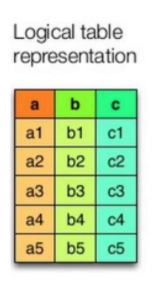 Logical table
representation
a b c
a1 b1 c1
a2 b2 c2
a3 b3 c3
a4 b4 c4
a5 b5 c5